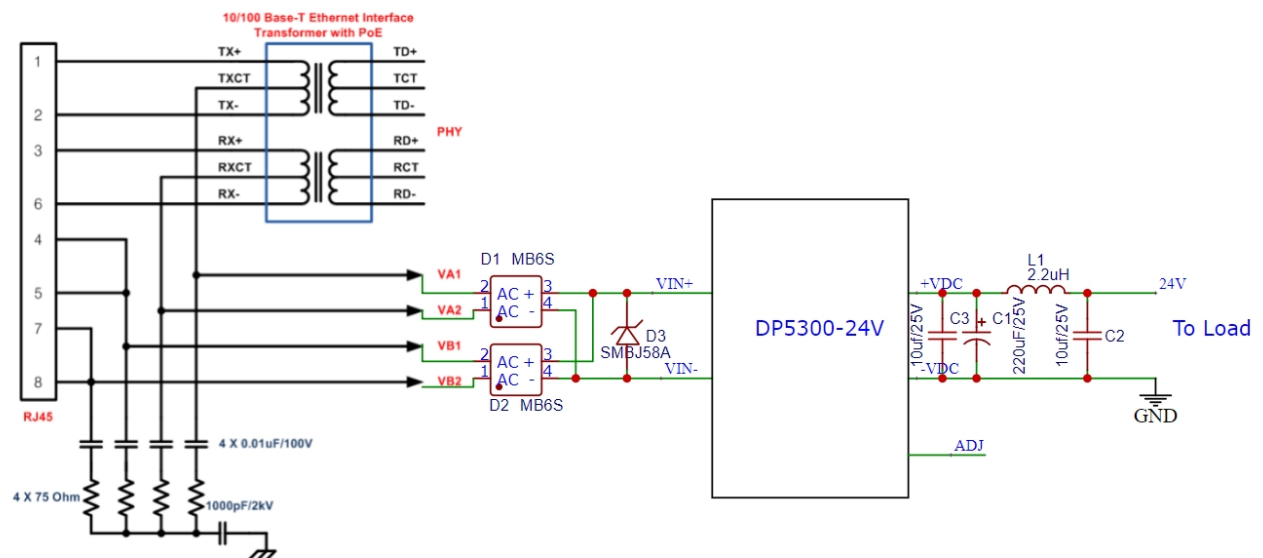 10/100 Base-T Ethernet Interface
Transformer with PoE
1
TX+
TD+
TXCT
TCT
2
TX-
TD-
PHY
3
RX+
RD+
RXCT
RCT
6
RX-
RD-
4
5
7
8
RJ45
VA1
VA2
VB1
VB2
D1 MB6S
2
AC +
3
1
AC -
4
2
AC +
3
1
AC -
4
D2 MB6S
VIN+
D3
SMBJ58A
VIN-
DP5300-24V
+VDC
L1
2.2uH
24V
10uf/25V
C3
C1
+
220uF/25V
10uf/25V
C2
To Load
-VDC
GND
ADJ
4 X 0.01uF/100V
4 X 75 Ohm
1000pF/2kV